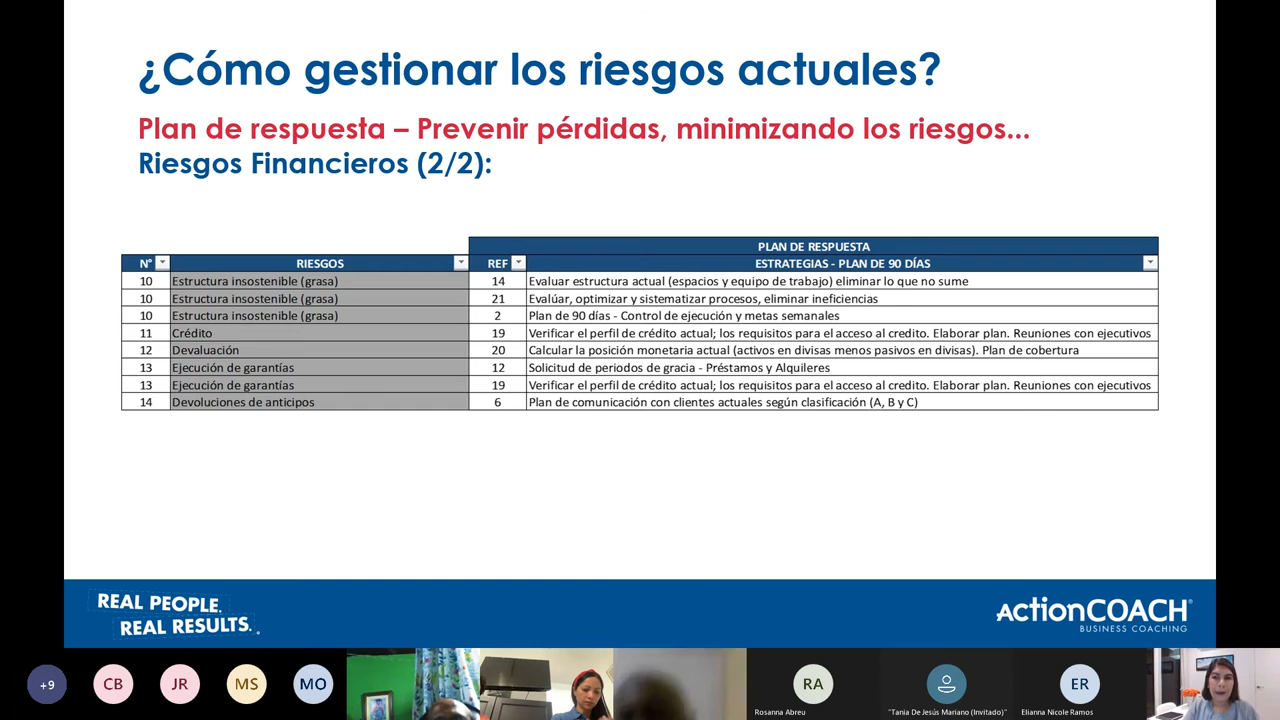 ¿Cómo gestionar los riesgos actuales?
Plan de respuesta – Prevenir pérdidas, minimizando los riesgos...
Riesgos Financieros (2/2):
PLAN DE RESPUESTA
N° RIESGOS REF ESTRATEGIAS - PLAN DE 90 DÍAS
10 Estructura insostenible (grasa) 14 Evaluar estructura actual (espacios y equipo de trabajo) eliminar lo que no sume
10 Estructura insostenible (grasa) 21 Evalúar, optimizar y sistematizar procesos, eliminar ineficiencias
10 Estructura insostenible (grasa) 2 Plan de 90 días - Control de ejecución y metas semanales
11 Crédito 19 Verificar el perfil de crédito actual; los requisitos para el acceso al credito. Elaborar plan. Reuniones con ejecutivos
12 Devaluación 20 Calcular la posición monetaria actual (activos en divisas menos pasivos en divisas). Plan de cobertura
13 Ejecución de garantías 12 Solicitud de periodos de gracia - Préstamos y Alquileres
13 Ejecución de garantías 19 Verificar el perfil de crédito actual; los requisitos para el acceso al credito. Elaborar plan. Reuniones con ejecutivos
14 Devoluciones de anticipos 6 Plan de comunicación con clientes actuales según clasificación (A, B y C)
REAL PEOPLE.
REAL RESULTS.
ActionCOACH®
BUSINESS COACHING
+9 CB JR MS MO RA ER
Rosanna Abreu "Tania De Jesús Mariano (Invitado)" Elianna Nicole Ramos